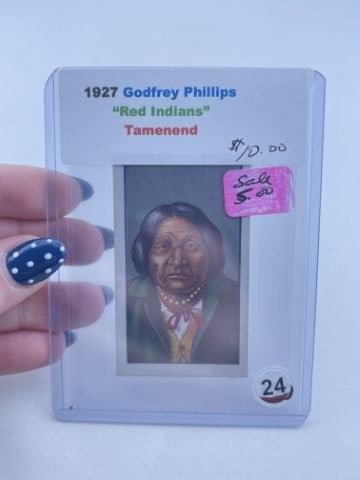 1927 Godfrey Phillips
"Red Indians"
Tamenend
$10.00
Sale
5.00
24